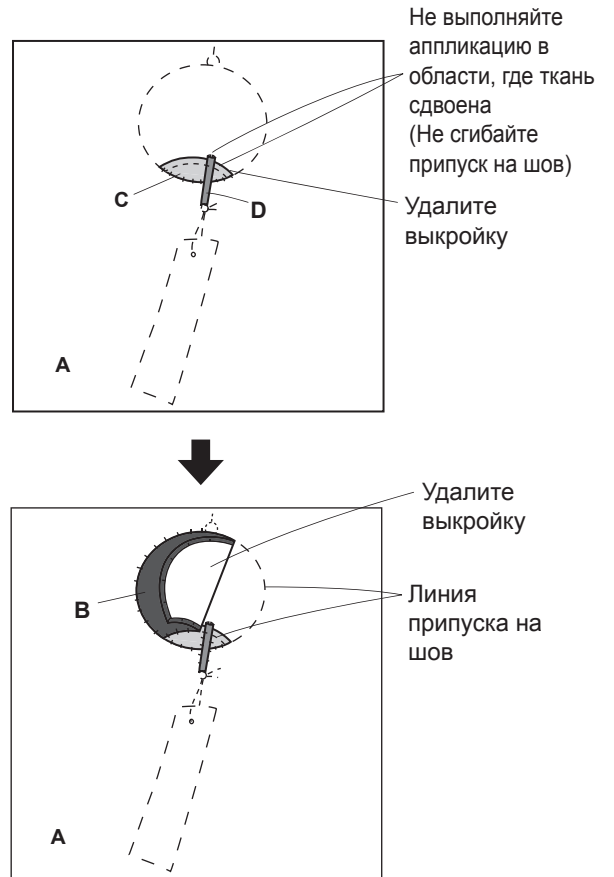 Не выполняйте
аппликацию в
области, где ткань
сдвоена
(Не сгибайте
припуск на шов)
C
D
Удалите
выкройку
A
Удалите
выкройку
B
Линия
припуска на
шов
A